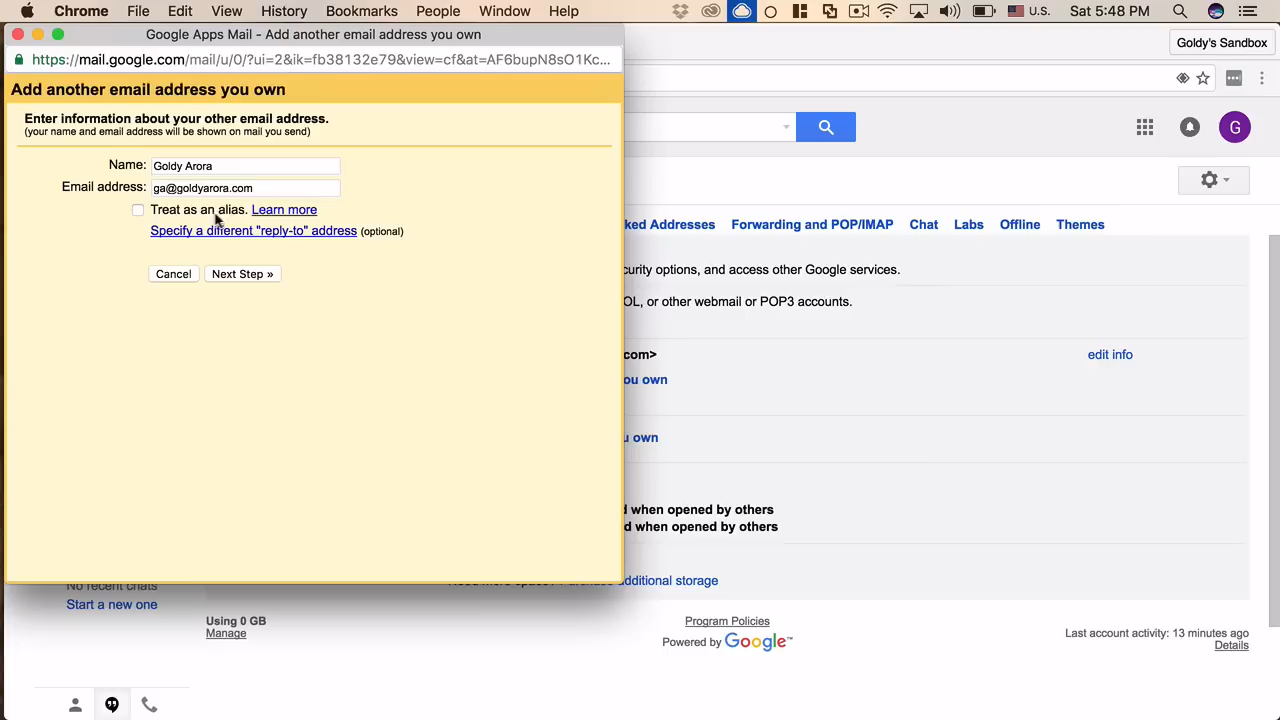 Chrome File Edit View History Bookmarks People Window Help U.S. Sat 5:48 PM
Google Apps Mail - Add another email address you own
Goldy's Sandbox
https://mail.google.com/mail/u/0/?ui=2&ik=fb38132e79&view=cf&at=AF6bupN8sO1Kc...
Add another email address you own
Enter information about your other email address.
(your name and email address will be shown on mail you send)
G
Name: Goldy Arora
Email address: ga@goldyarora.com
Treat as an alias. Learn more
Specify a different "reply-to" address (optional)
Cancel Next Step »
ked Addresses Forwarding and POP/IMAP Chat Labs Offline Themes
curity options, and access other Google services.
OL, or other webmail or POP3 accounts.
com> edit info
ou own
u own
d when opened by others
d when opened by others
additional storage
No recent chats
Start a new one
Using 0 GB
Manage
Program Policies
Powered by Google™
Last account activity: 13 minutes ago
Details